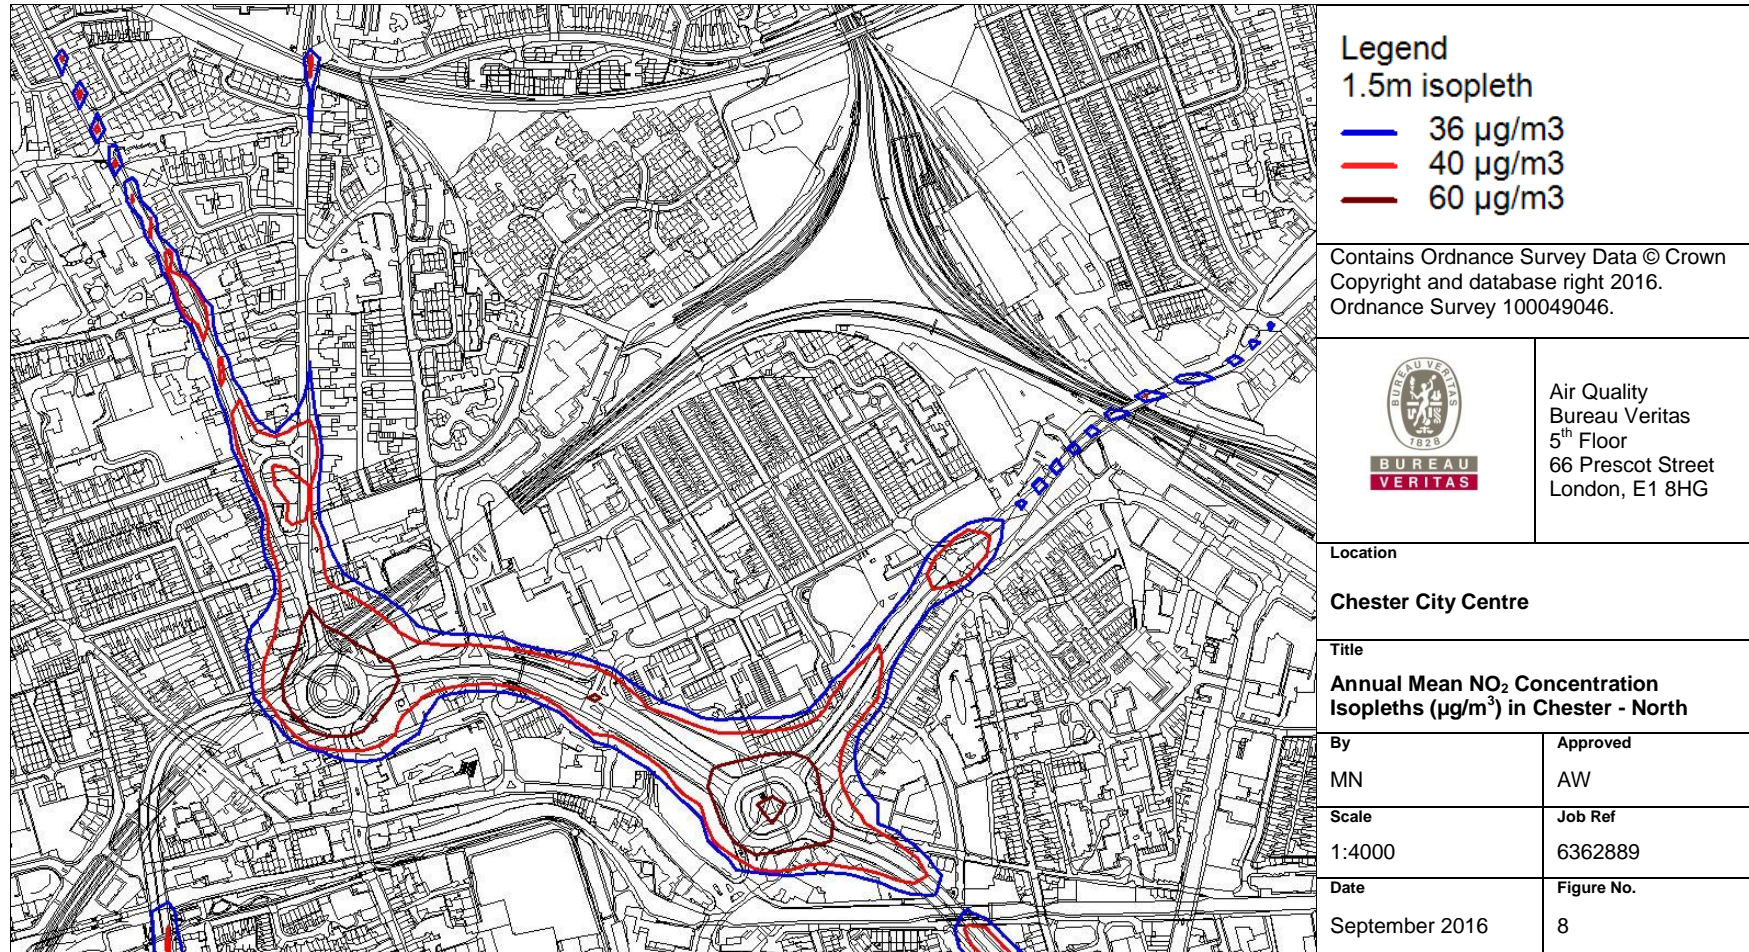 Legend
1.5m isopleth
36 µg/m3
40 µg/m3
60 µg/m3
Contains Ordnance Survey Data © Crown
Copyright and database right 2016.
Ordnance Survey 100049046.
BUREAU VERITAS
1828
BUREAU
VERITAS
Air Quality
Bureau Veritas
5th Floor
66 Prescot Street
London, E1 8HG
Location
Chester City Centre
Title
Annual Mean NO₂ Concentration
Isopleths (µg/m³) in Chester - North
By
Approved
MN
AW
Scale
Job Ref
1:4000
6362889
Date
Figure No.
September 2016
8